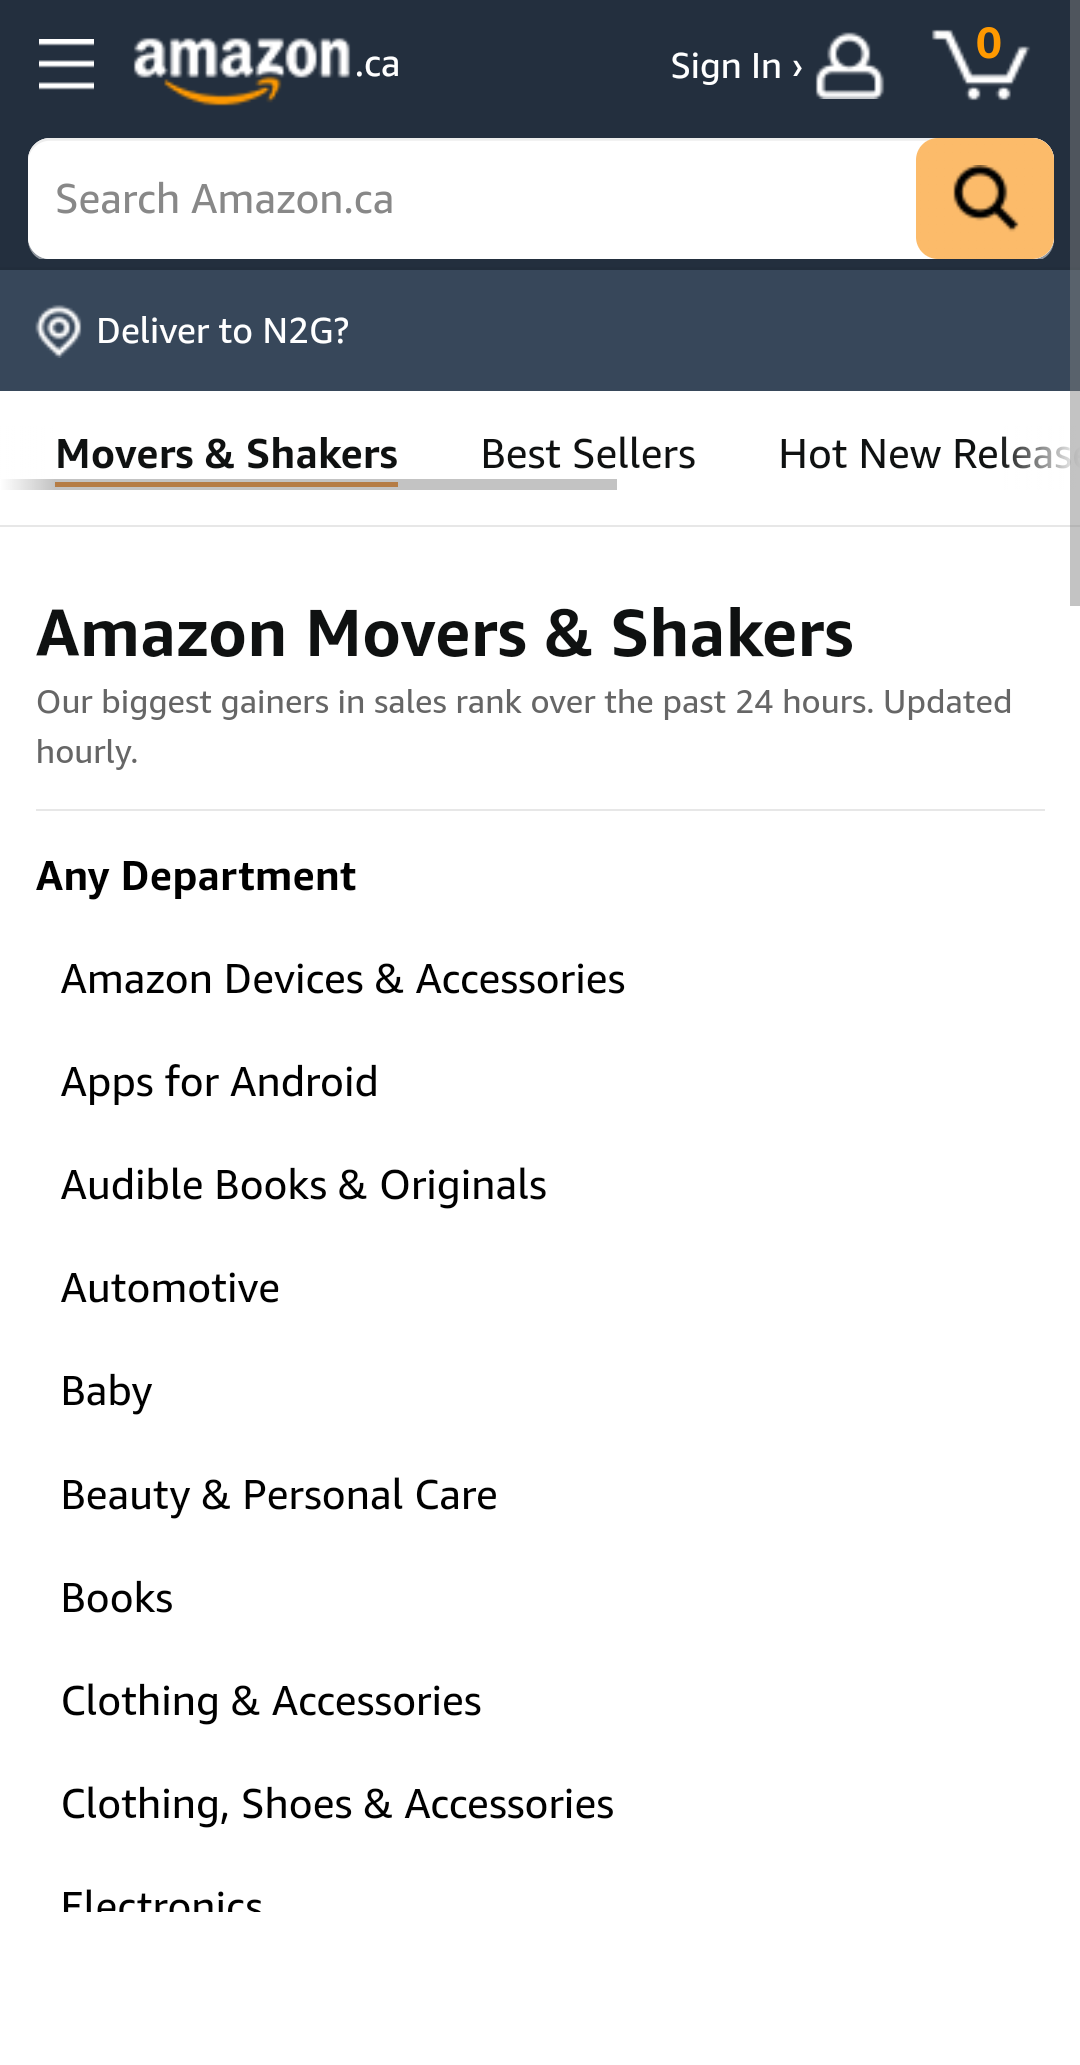 amazon.ca
Sign In ›
0
Search Amazon.ca
Deliver to N2G?
Movers & Shakers Best Sellers Hot New Releas
Amazon Movers & Shakers
Our biggest gainers in sales rank over the past 24 hours. Updated
hourly.
Any Department
Amazon Devices & Accessories
Apps for Android
Audible Books & Originals
Automotive
Baby
Beauty & Personal Care
Books
Clothing & Accessories
Clothing, Shoes & Accessories
Electronics